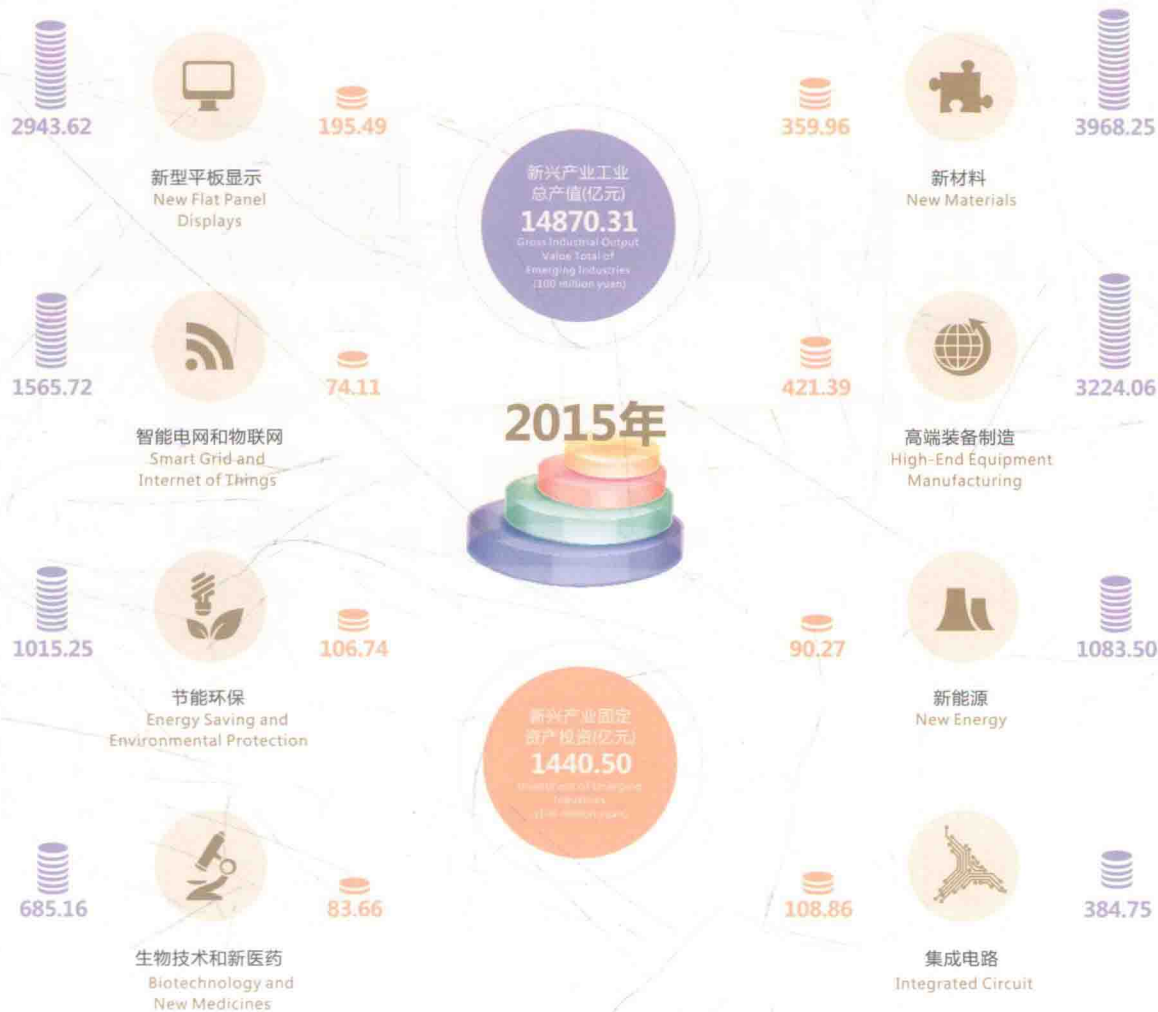 2943.62
195.49
新型平板显示
New Flat Panel
Displays
359.96
3968.25
新材料
New Materials
新兴产业工业
总产值(亿元)
14870.31
Gross Industrial Output
Value Total of
Emerging Industries
(100 million yuan)
1565.72
74.11
智能电网和物联网
Smart Grid and
Internet of Things
421.39
3224.06
高端装备制造
High-End Equipment
Manufacturing
2015年
1015.25
106.74
节能环保
Energy Saving and
Environmental Protection
90.27
1083.50
新能源
New Energy
新兴产业固定
资产投资(亿元)
1440.50
Investment of Emerging
Industries
(100 million yuan)
685.16
83.66
生物技术和新医药
Biotechnology and
New Medicines
108.86
384.75
集成电路
Integrated Circuit